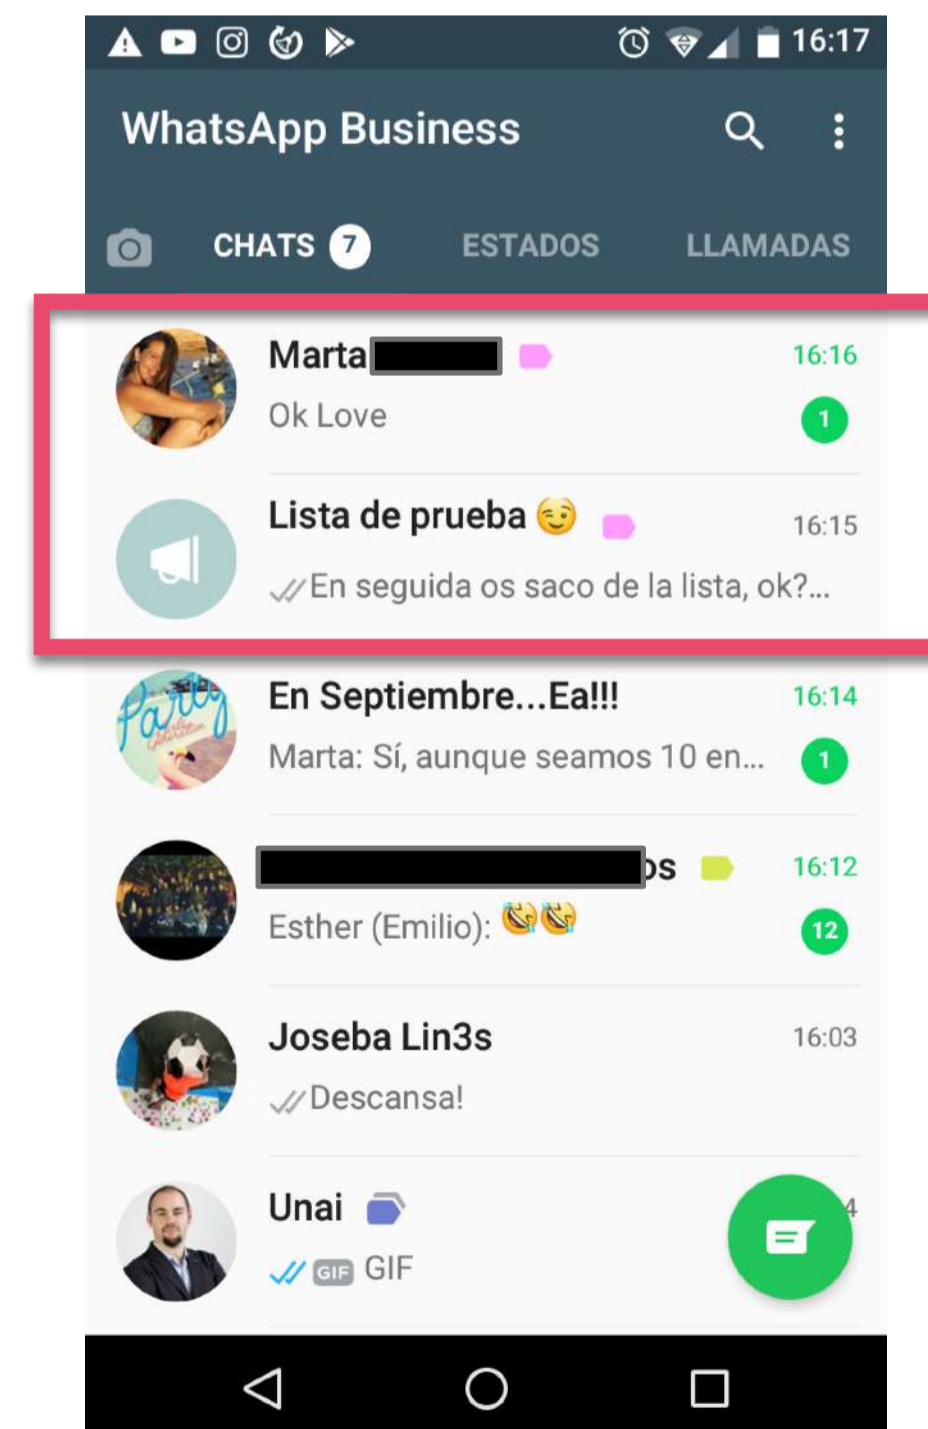 16:17
WhatsApp Business
CHATS 7 ESTADOS LLAMADAS
Marta 16:16
Ok Love 1
Lista de prueba 😉 16:15
En seguida os saco de la lista, ok?...
Party
En Septiembre...Ea!!! 16:14
Marta: Sí, aunque seamos 10 en... 1
os 16:12
Esther (Emilio): 🤣🤣 12
Joseba Lin3s 16:03
Descansa!
Unai 4
GIF GIF